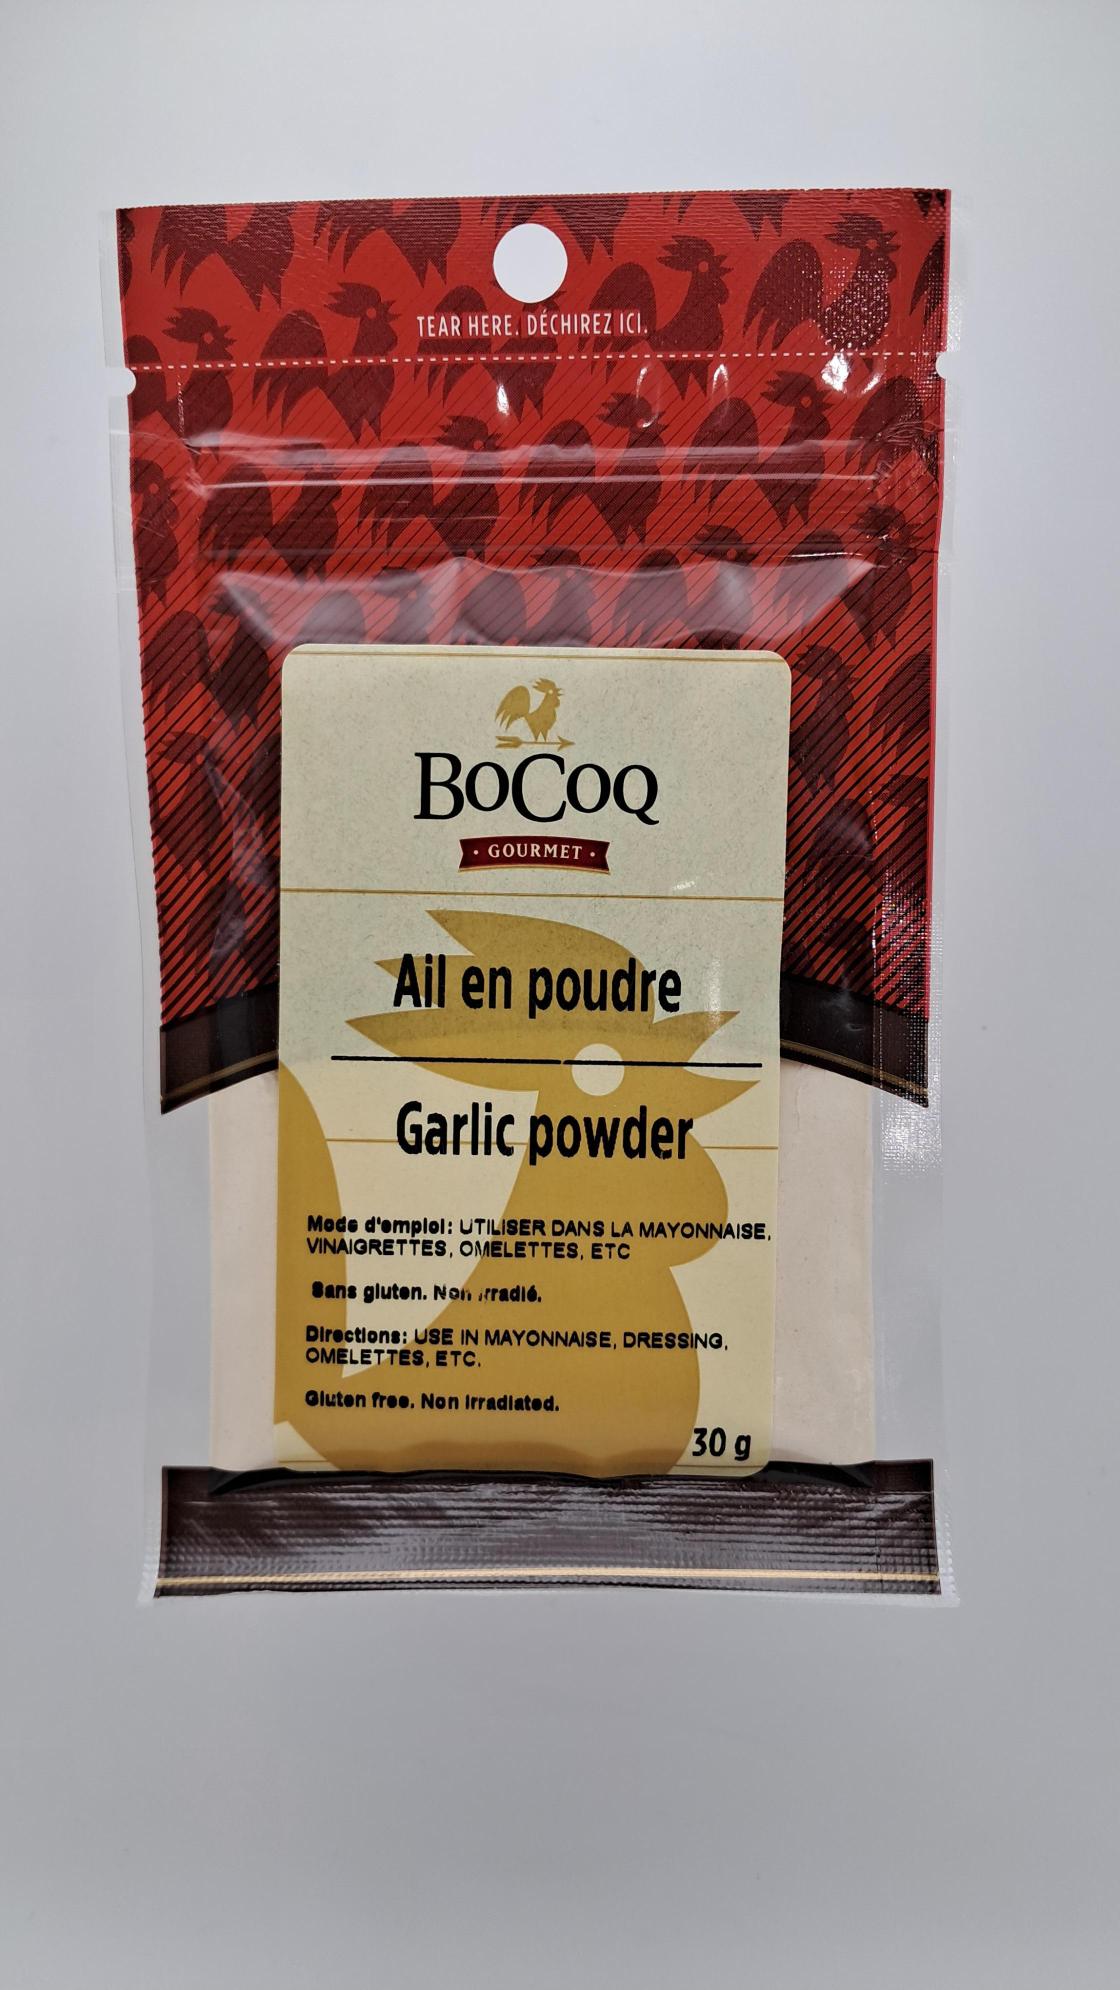 TEAR HERE. DÉCHIREZ ICI.
BOCOQ
• GOURMET •
Ail en poudre
Garlic powder
Mode d'emploi: UTILISER DANS LA MAYONNAISE,
VINAIGRETTES, OMELETTES, ETC
Sans gluten. Non irradié.
Directions: USE IN MAYONNAISE, DRESSING,
OMELETTES, ETC.
Gluten free. Non Irradiated.
30 g